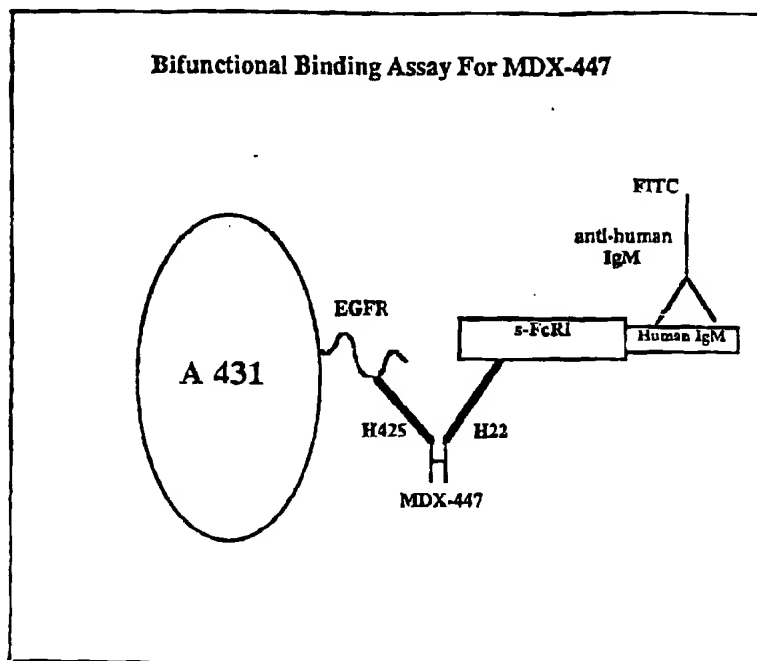 Bifunctional Binding Assay For MDX-447
FITC
anti-human
IgM
EGFR
s-FcRI
Human IgM
A 431
H425
H22
MDX-447